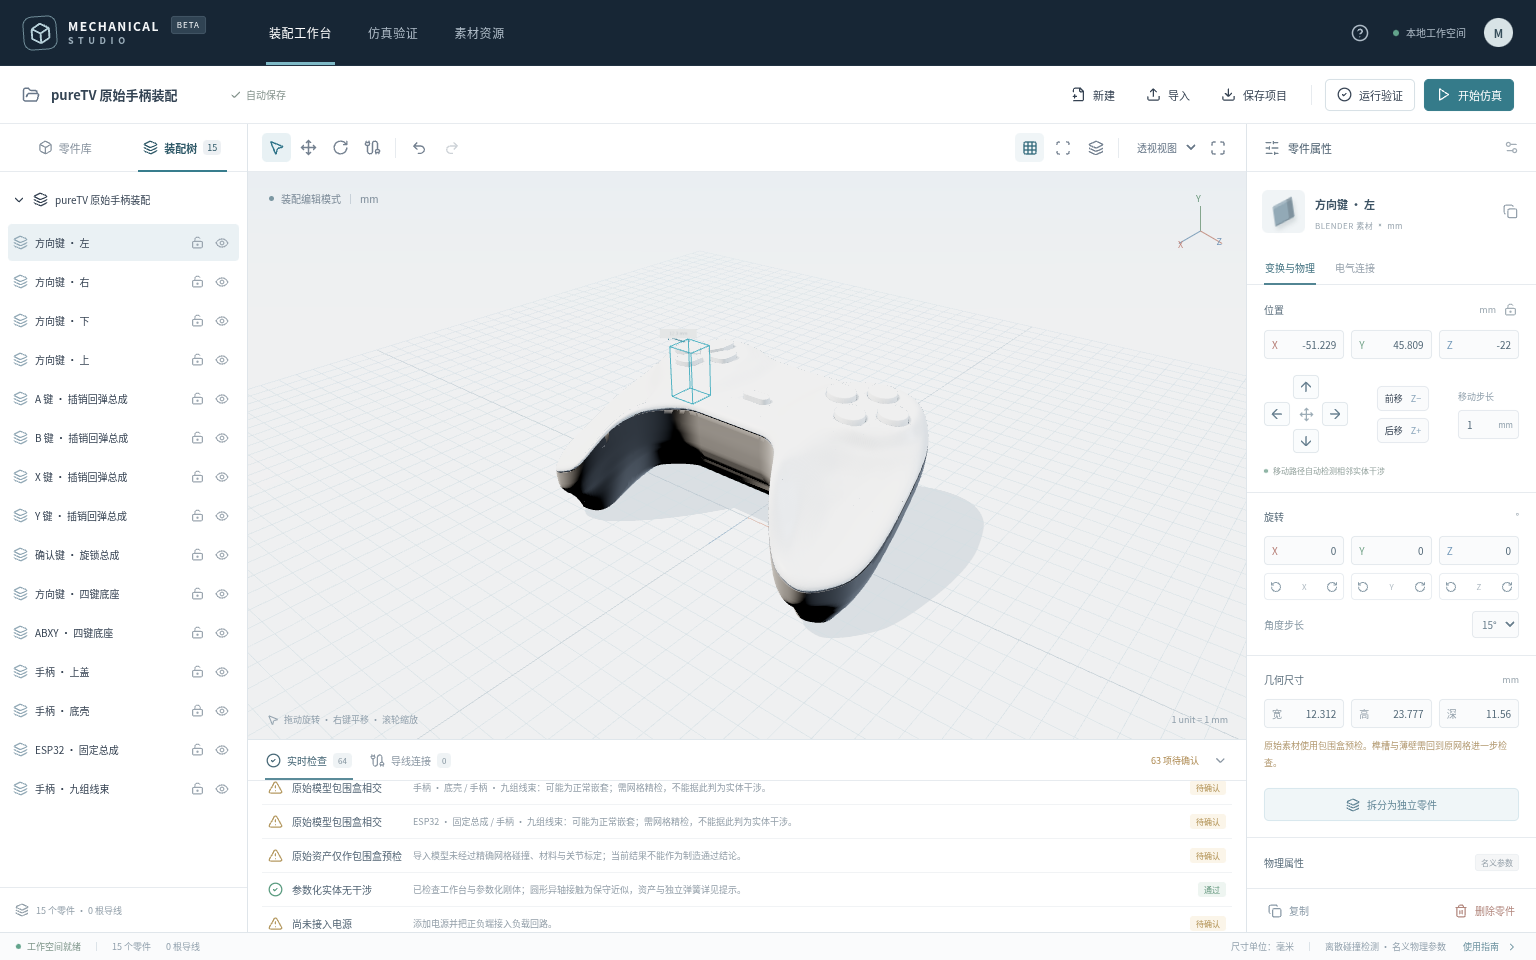 MECHANICAL
STUDIO
BETA
装配工作台
仿真验证
素材资源
本地工作空间
M
pureTV 原始手柄装配
自动保存
新建
导入
保存项目
运行验证
开始仿真
零件库
装配树 15
pureTV 原始手柄装配
方向键 · 左
方向键 · 右
方向键 · 下
方向键 · 上
A 键 · 插销回弹总成
B 键 · 插销回弹总成
X 键 · 插销回弹总成
Y 键 · 插销回弹总成
确认键 · 旋锁总成
方向键 · 四键底座
ABXY · 四键底座
手柄 · 上盖
手柄 · 底壳
ESP32 · 固定总成
手柄 · 九组线束
15 个零件 · 0 根导线
透视视图
装配编辑模式 mm
Y
X
Z
拖动旋转 · 右键平移 · 滚轮缩放
1 unit = 1 mm
实时检查 64
导线连接 0
63 项待确认
原始模型包围盒相交 手柄 · 底壳 / 手柄 · 九组线束：可能为正常嵌套；需网格精检，不能据此判为实体干涉。 待确认
原始模型包围盒相交 ESP32 · 固定总成 / 手柄 · 九组线束：可能为正常嵌套；需网格精检，不能据此判为实体干涉。 待确认
原始资产仅作包围盒预检 导入模型未经过精确网格碰撞、材料与关节标定；当前结果不能作为制造通过结论。 待确认
参数化实体无干涉 已检查工作台与参数化刚体；圆形异轴接触为保守近似，资产与独立弹簧详见提示。 通过
尚未接入电源 添加电源并把正负端接入负载回路。 待确认
零件属性
方向键 · 左
BLENDER 素材 · mm
变换与物理
电气连接
位置 mm
X -51.229
Y 45.809
Z -22
前移 Z−
后移 Z+
移动步长
1 mm
移动路径自动检测相邻实体干涉
旋转 °
X 0
Y 0
Z 0
X
Y
Z
角度步长 15°
几何尺寸 mm
宽 12.312
高 23.777
深 11.56
原始素材使用包围盒预检。榫槽与薄壁需回到原网格进一步检
查。
拆分为独立零件
物理属性 名义参数
复制
删除零件
工作空间就绪
15 个零件
0 根导线
尺寸单位：毫米
离散碰撞检测 · 名义物理参数
使用指南